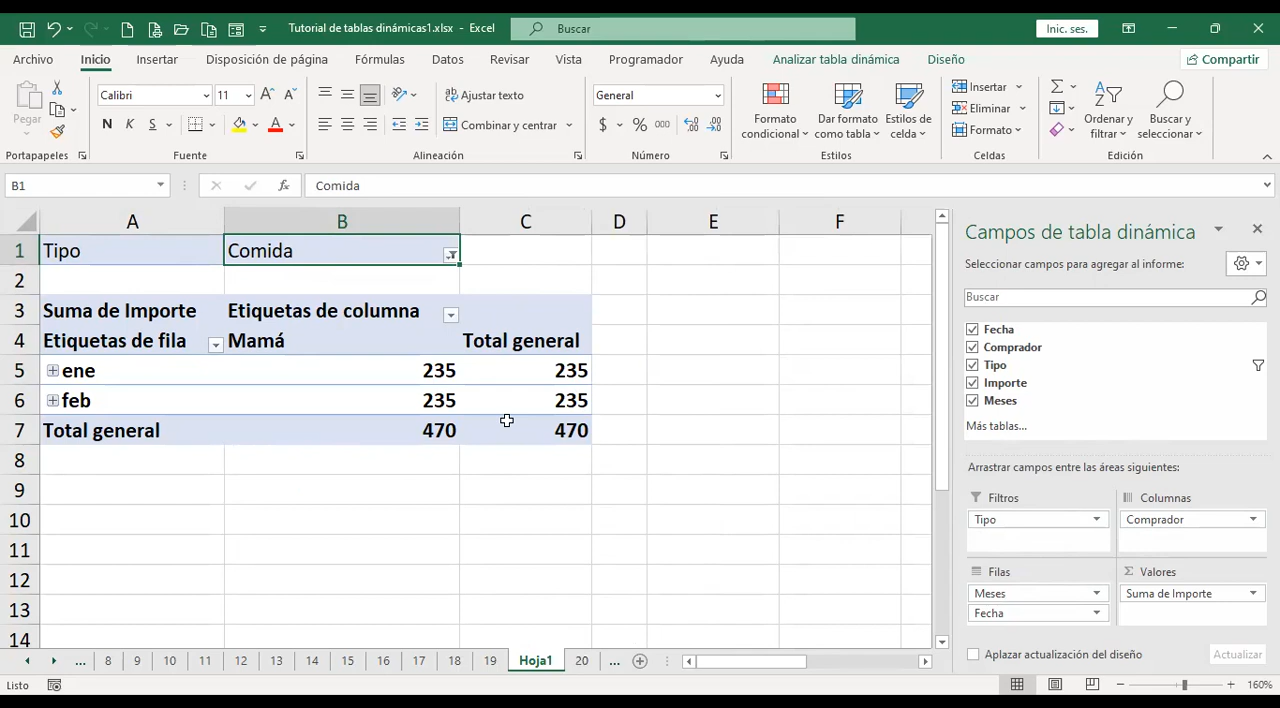 Tutorial de tablas dinámicas1.xlsx - Excel
Buscar
Inic. ses.
Archivo Inicio Insertar Disposición de página Fórmulas Datos Revisar Vista Programador Ayuda Analizar tabla dinámica Diseño Compartir
Pegar
Calibri 11
N K S
Ajustar texto
Combinar y centrar
General
$ % 000
Formato condicional
Dar formato como tabla
Estilos de celda
Insertar
Eliminar
Formato
Ordenar y filtrar
Buscar y seleccionar
Portapapeles Fuente Alineación Número Estilos Celdas Edición
B1 fx Comida
A B C D E F
1 Tipo Comida
2
3 Suma de Importe Etiquetas de columna
4 Etiquetas de fila Mamá Total general
5 ene 235 235
6 feb 235 235
7 Total general 470 470
8
9
10
11
12
13
14
Campos de tabla dinámica
Seleccionar campos para agregar al informe:
Buscar
Fecha
Comprador
Tipo
Importe
Meses
Más tablas...
Arrastrar campos entre las áreas siguientes:
Filtros
Tipo
Columnas
Comprador
Filas
Meses
Fecha
Σ Valores
Suma de Importe
Aplazar actualización del diseño Actualizar
... 8 9 10 11 12 13 14 15 16 17 18 19 Hoja1 20 ...
Listo
160%